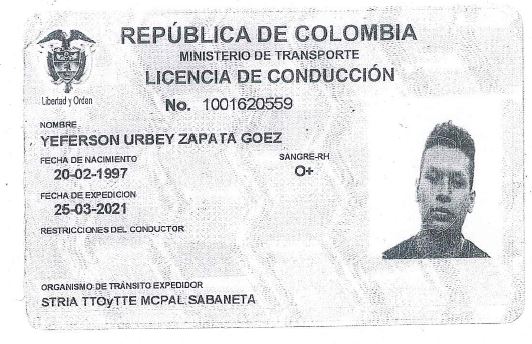 REPÚBLICA DE COLOMBIA
MINISTERIO DE TRANSPORTE
LICENCIA DE CONDUCCIÓN
Libertad y Orden
No. 1001620559
NOMBRE
YEFERSON URBEY ZAPATA GOEZ
FECHA DE NACIMIENTO SANGRE-RH
20-02-1997 O+
FECHA DE EXPEDICION
25-03-2021
RESTRICCIONES DEL CONDUCTOR
ORGANISMO DE TRÁNSITO EXPEDIDOR
STRIA TTOyTTE MCPAL SABANETA